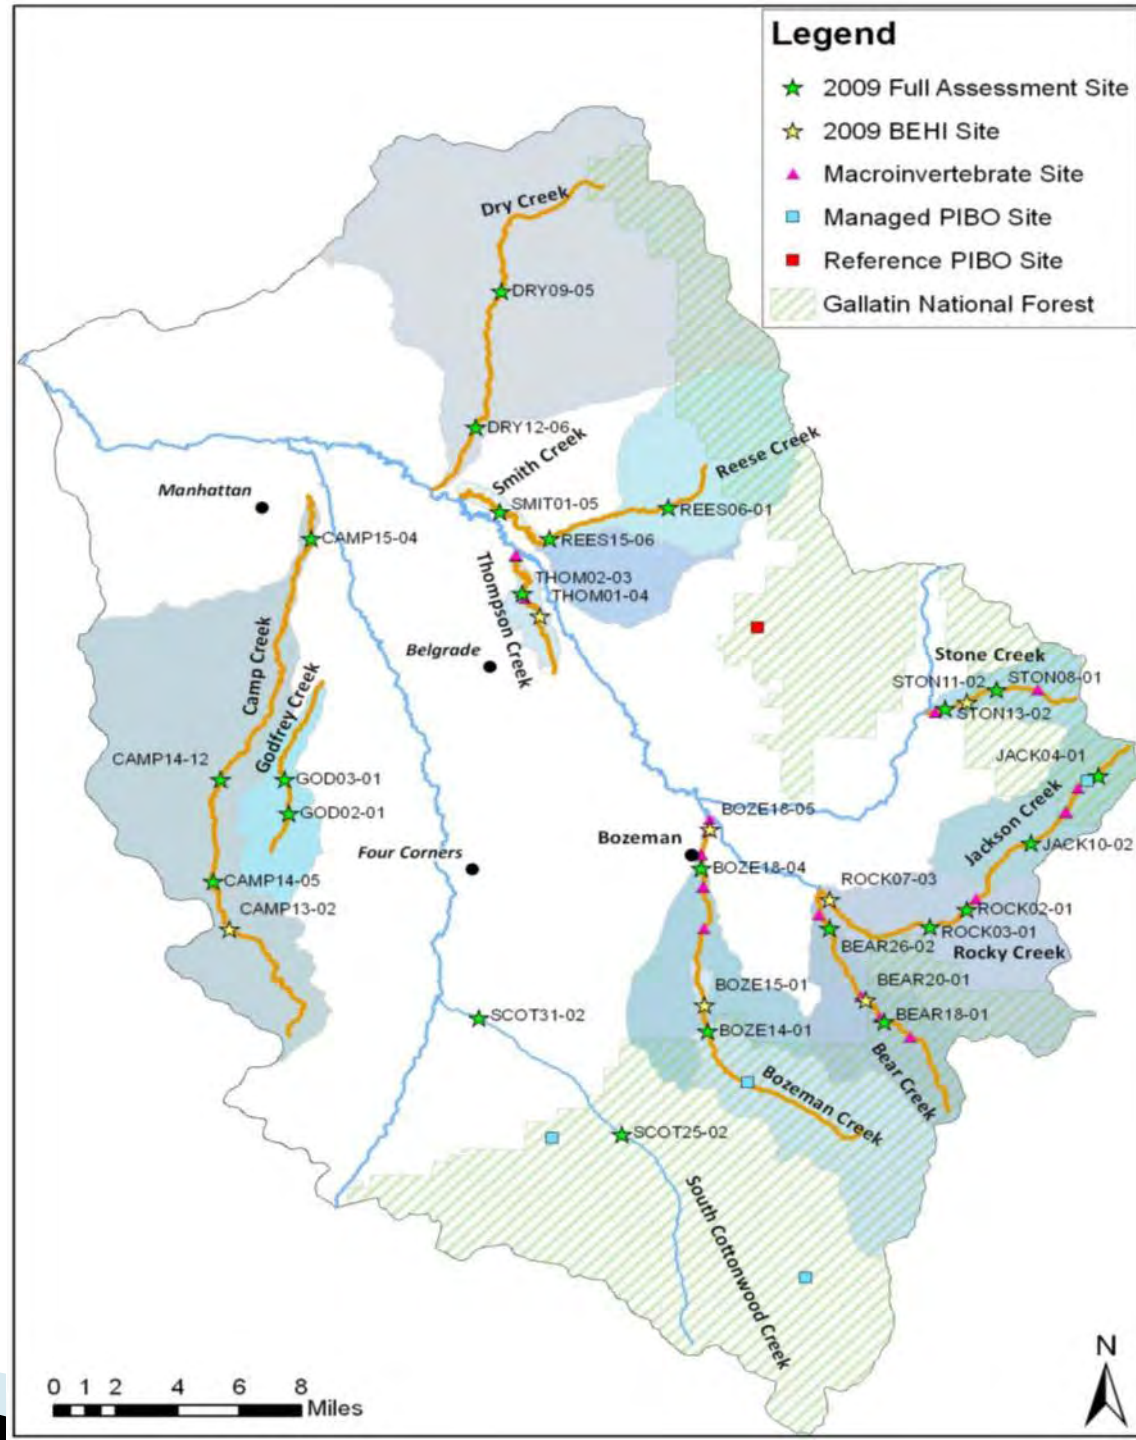 Legend
2009 Full Assessment Site
2009 BEHI Site
Macroinvertebrate Site
Managed PIBO Site
Reference PIBO Site
Gallatin National Forest
Dry Creek
DRY09-05
DRY12-06
Smith Creek
Reese Creek
Manhattan
SMIT01-05
REES06-01
CAMP15-04
REES15-06
THOM02-03
THOM01-04
Thompson Creek
Belgrade
Camp Creek
Godfrey Creek
Stone Creek
STON11-02
STON08-01
STON13-02
CAMP14-12
GOD03-01
GOD02-01
JACK04-01
Jackson Creek
JACK10-02
BOZE18-05
Bozeman
Four Corners
BOZE18-04
CAMP14-05
CAMP13-02
ROCK07-03
ROCK02-01
ROCK03-01
BEAR26-02
Rocky Creek
BEAR20-01
BOZE15-01
BEAR18-01
SCOT31-02
BOZE14-01
Bear Creek
Bozeman Creek
SCOT25-02
South Cottonwood Creek
N
0 1 2 4 6 8
Miles